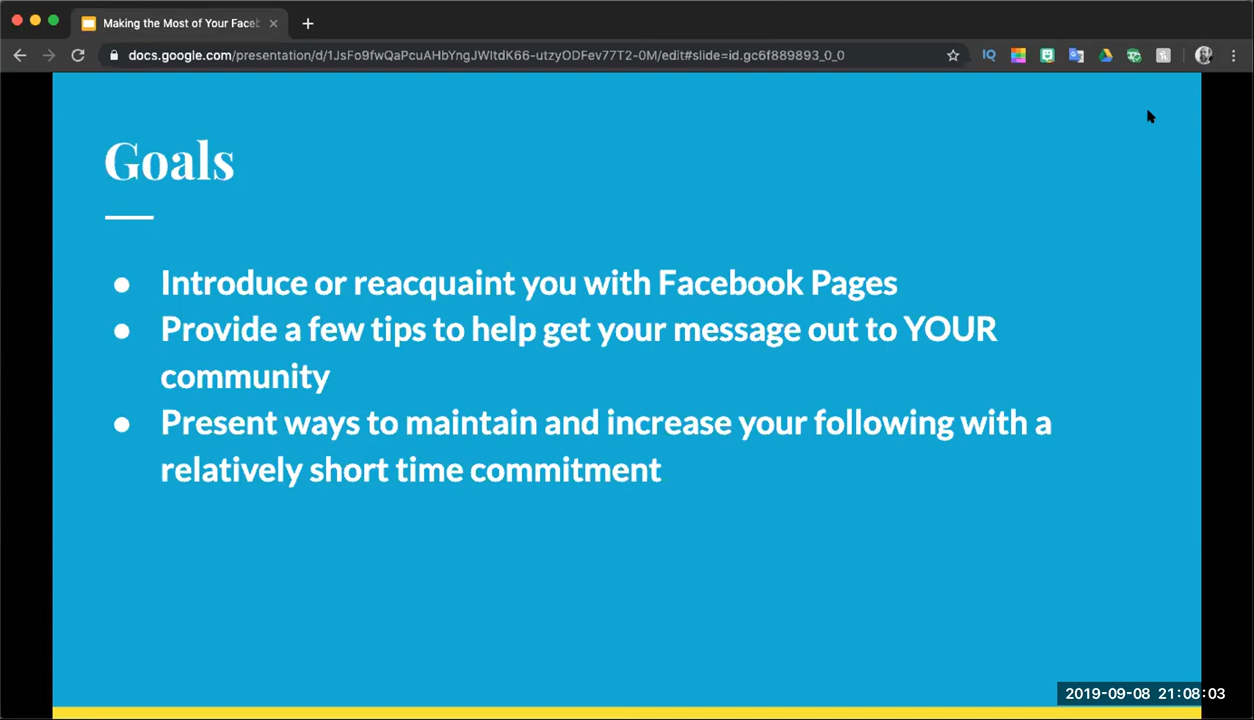 Making the Most of Your Faceb
docs.google.com/presentation/d/1JsFo9fwQaPcuAHbYngJWltdK66-utzyODFev77T2-0M/edit#slide=id.gc6f889893_0_0
Goals
● Introduce or reacquaint you with Facebook Pages
● Provide a few tips to help get your message out to YOUR
community
● Present ways to maintain and increase your following with a
relatively short time commitment
2019-09-08 21:08:03